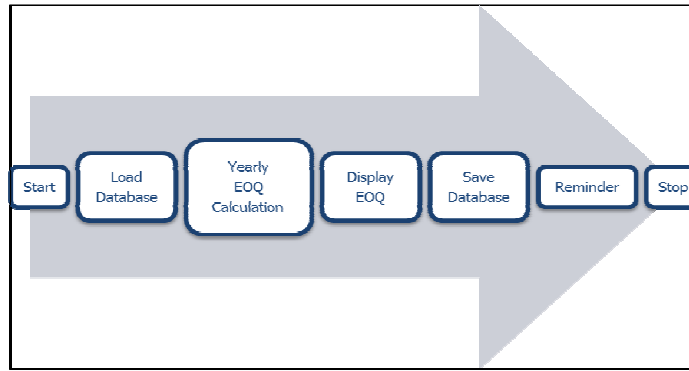 Start
Load
Database
Yearly
EOQ
Calculation
Display
EOQ
Save
Database
Reminder
Stop